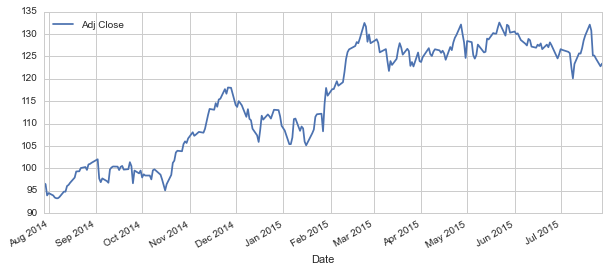 135
130
125
120
115
110
105
100
95
90
Adj Close
Aug 2014
Sep 2014
Oct 2014
Nov 2014
Dec 2014
Jan 2015
Feb 2015
Mar 2015
Apr 2015
May 2015
Jun 2015
Jul 2015
Date